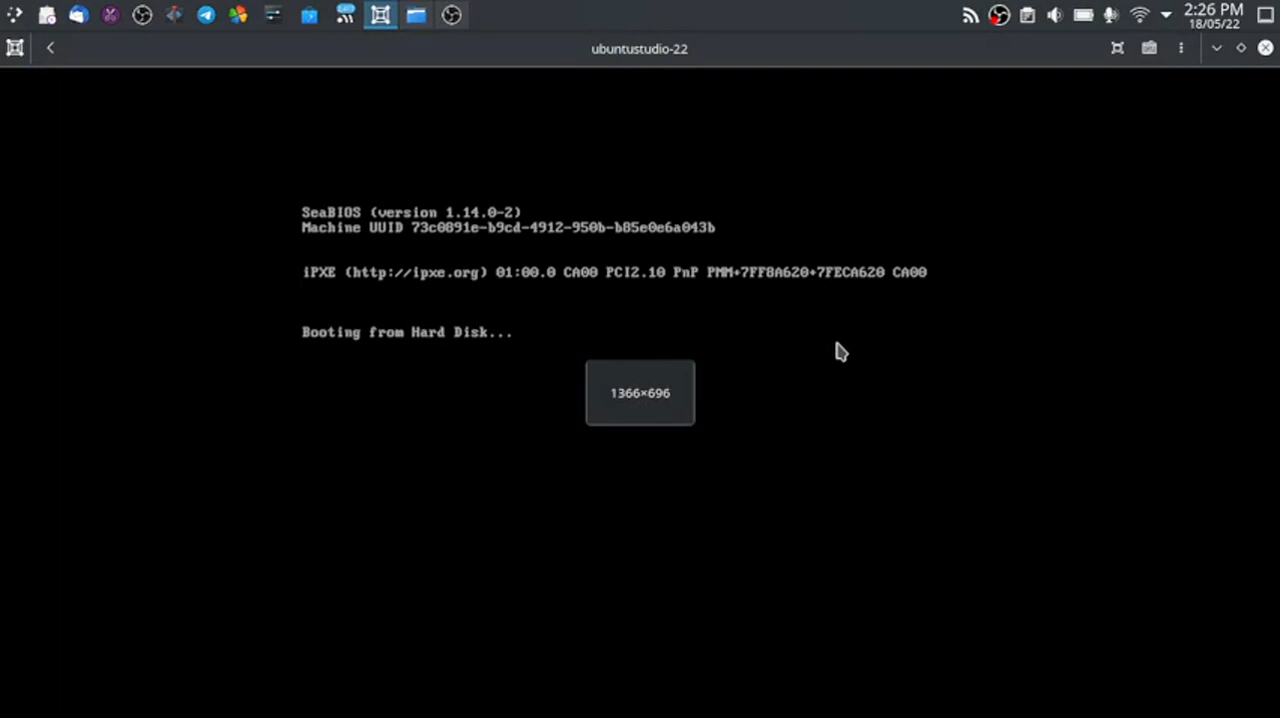 2:26 PM
18/05/22
ubuntustudio-22
SeaBIOS (version 1.14.0-2)
Machine UUID 73c0891e-b9cd-4912-950b-b85e0e6a043b
iPXE (http://ipxe.org) 01:00.0 CA00 PCI2.10 PnP PMM+7FF8A620+7FECA620 CA00
Booting from Hard Disk...
1366×696